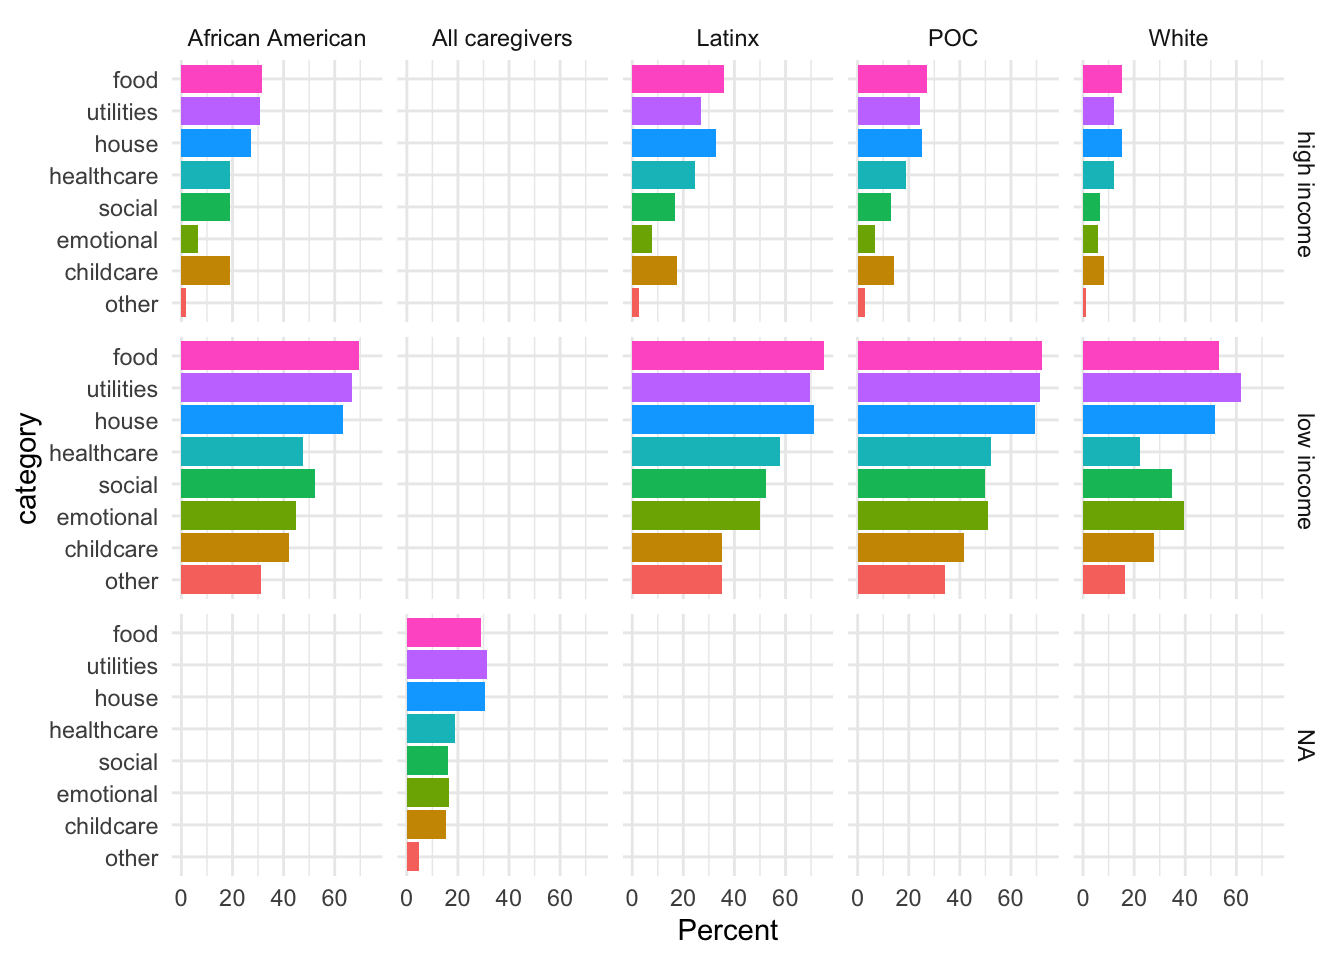 African American All caregivers Latinx POC White
food
utilities
house
healthcare
social
emotional
childcare
other
high income
food
utilities
house
healthcare
social
emotional
childcare
other
low income
category
food
utilities
house
healthcare
social
emotional
childcare
other
NA
0 20 40 60 0 20 40 60 0 20 40 60 0 20 40 60 0 20 40 60
Percent